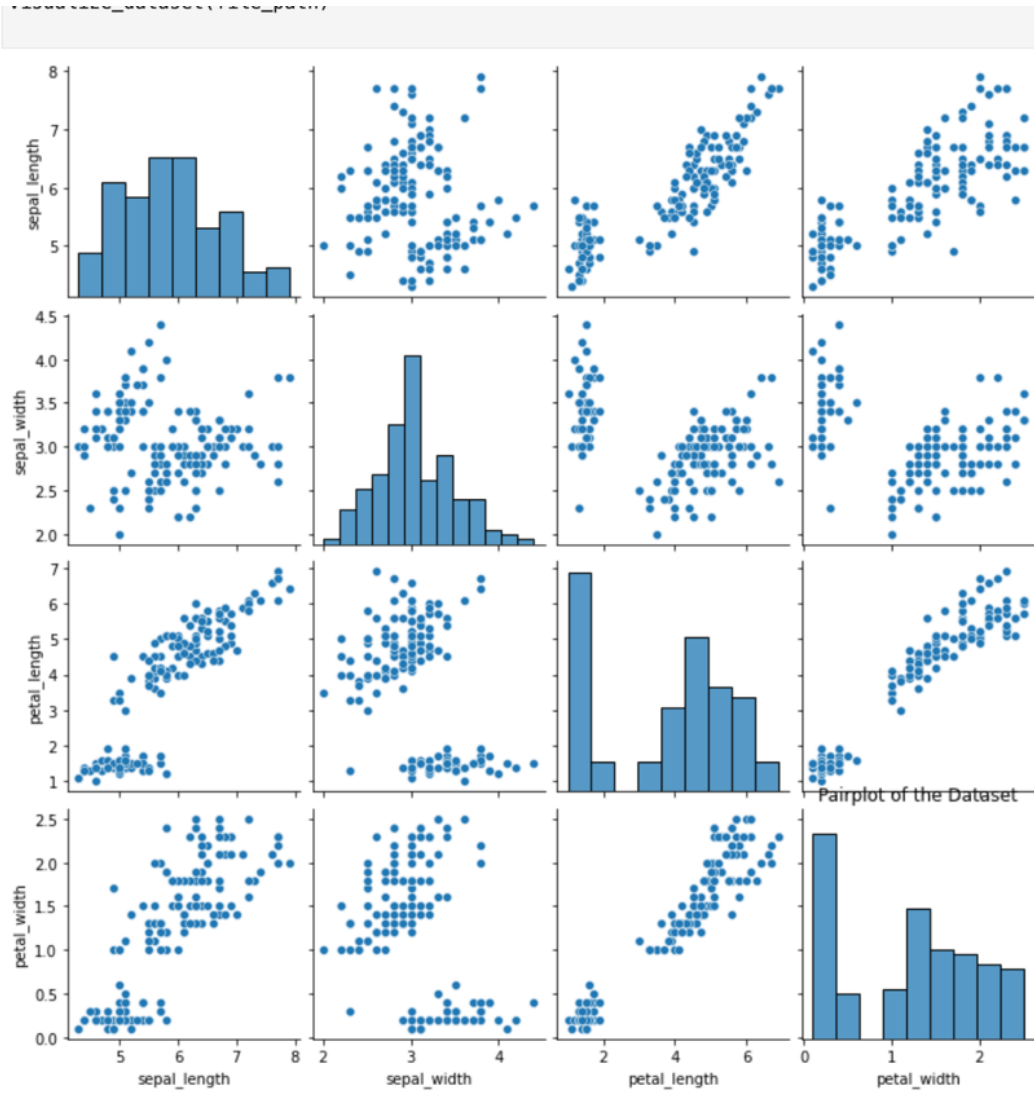 visualize_dataset(file_path)
8
7
6
5
sepal_length
4.5
4.0
3.5
3.0
2.5
2.0
sepal_width
7
6
5
4
3
2
1
petal_length
Pairplot of the Dataset
2.5
2.0
1.5
1.0
0.5
0.0
petal_width
5 6 7 8
2 3 4
2 4 6
0 1 2
sepal_length
sepal_width
petal_length
petal_width